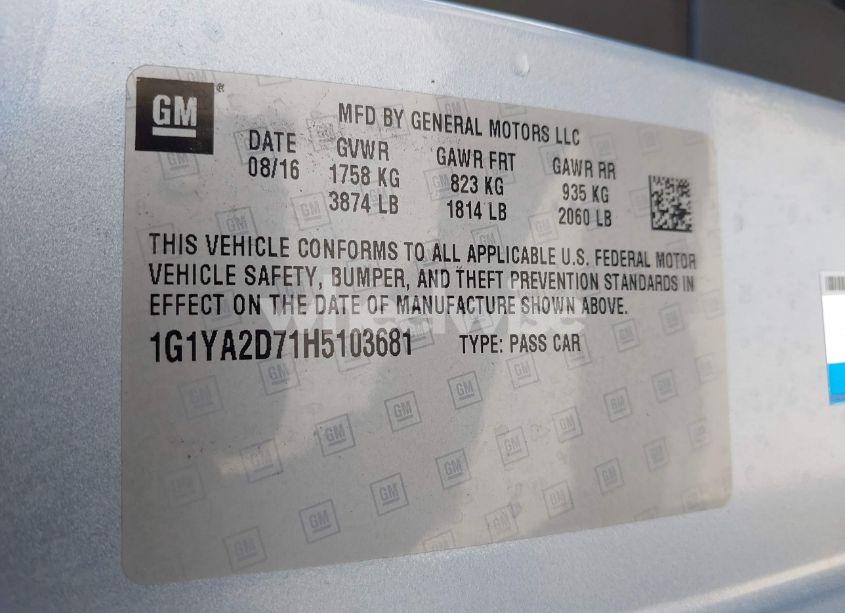 GM
MFD BY GENERAL MOTORS LLC
DATE GVWR GAWR FRT GAWR RR
08/16 1758 KG 823 KG 935 KG
3874 LB 1814 LB 2060 LB
THIS VEHICLE CONFORMS TO ALL APPLICABLE U.S. FEDERAL MOTOR
VEHICLE SAFETY, BUMPER, AND THEFT PREVENTION STANDARDS IN
EFFECT ON THE DATE OF MANUFACTURE SHOWN ABOVE.
1G1YA2D71H5103681 TYPE: PASS CAR